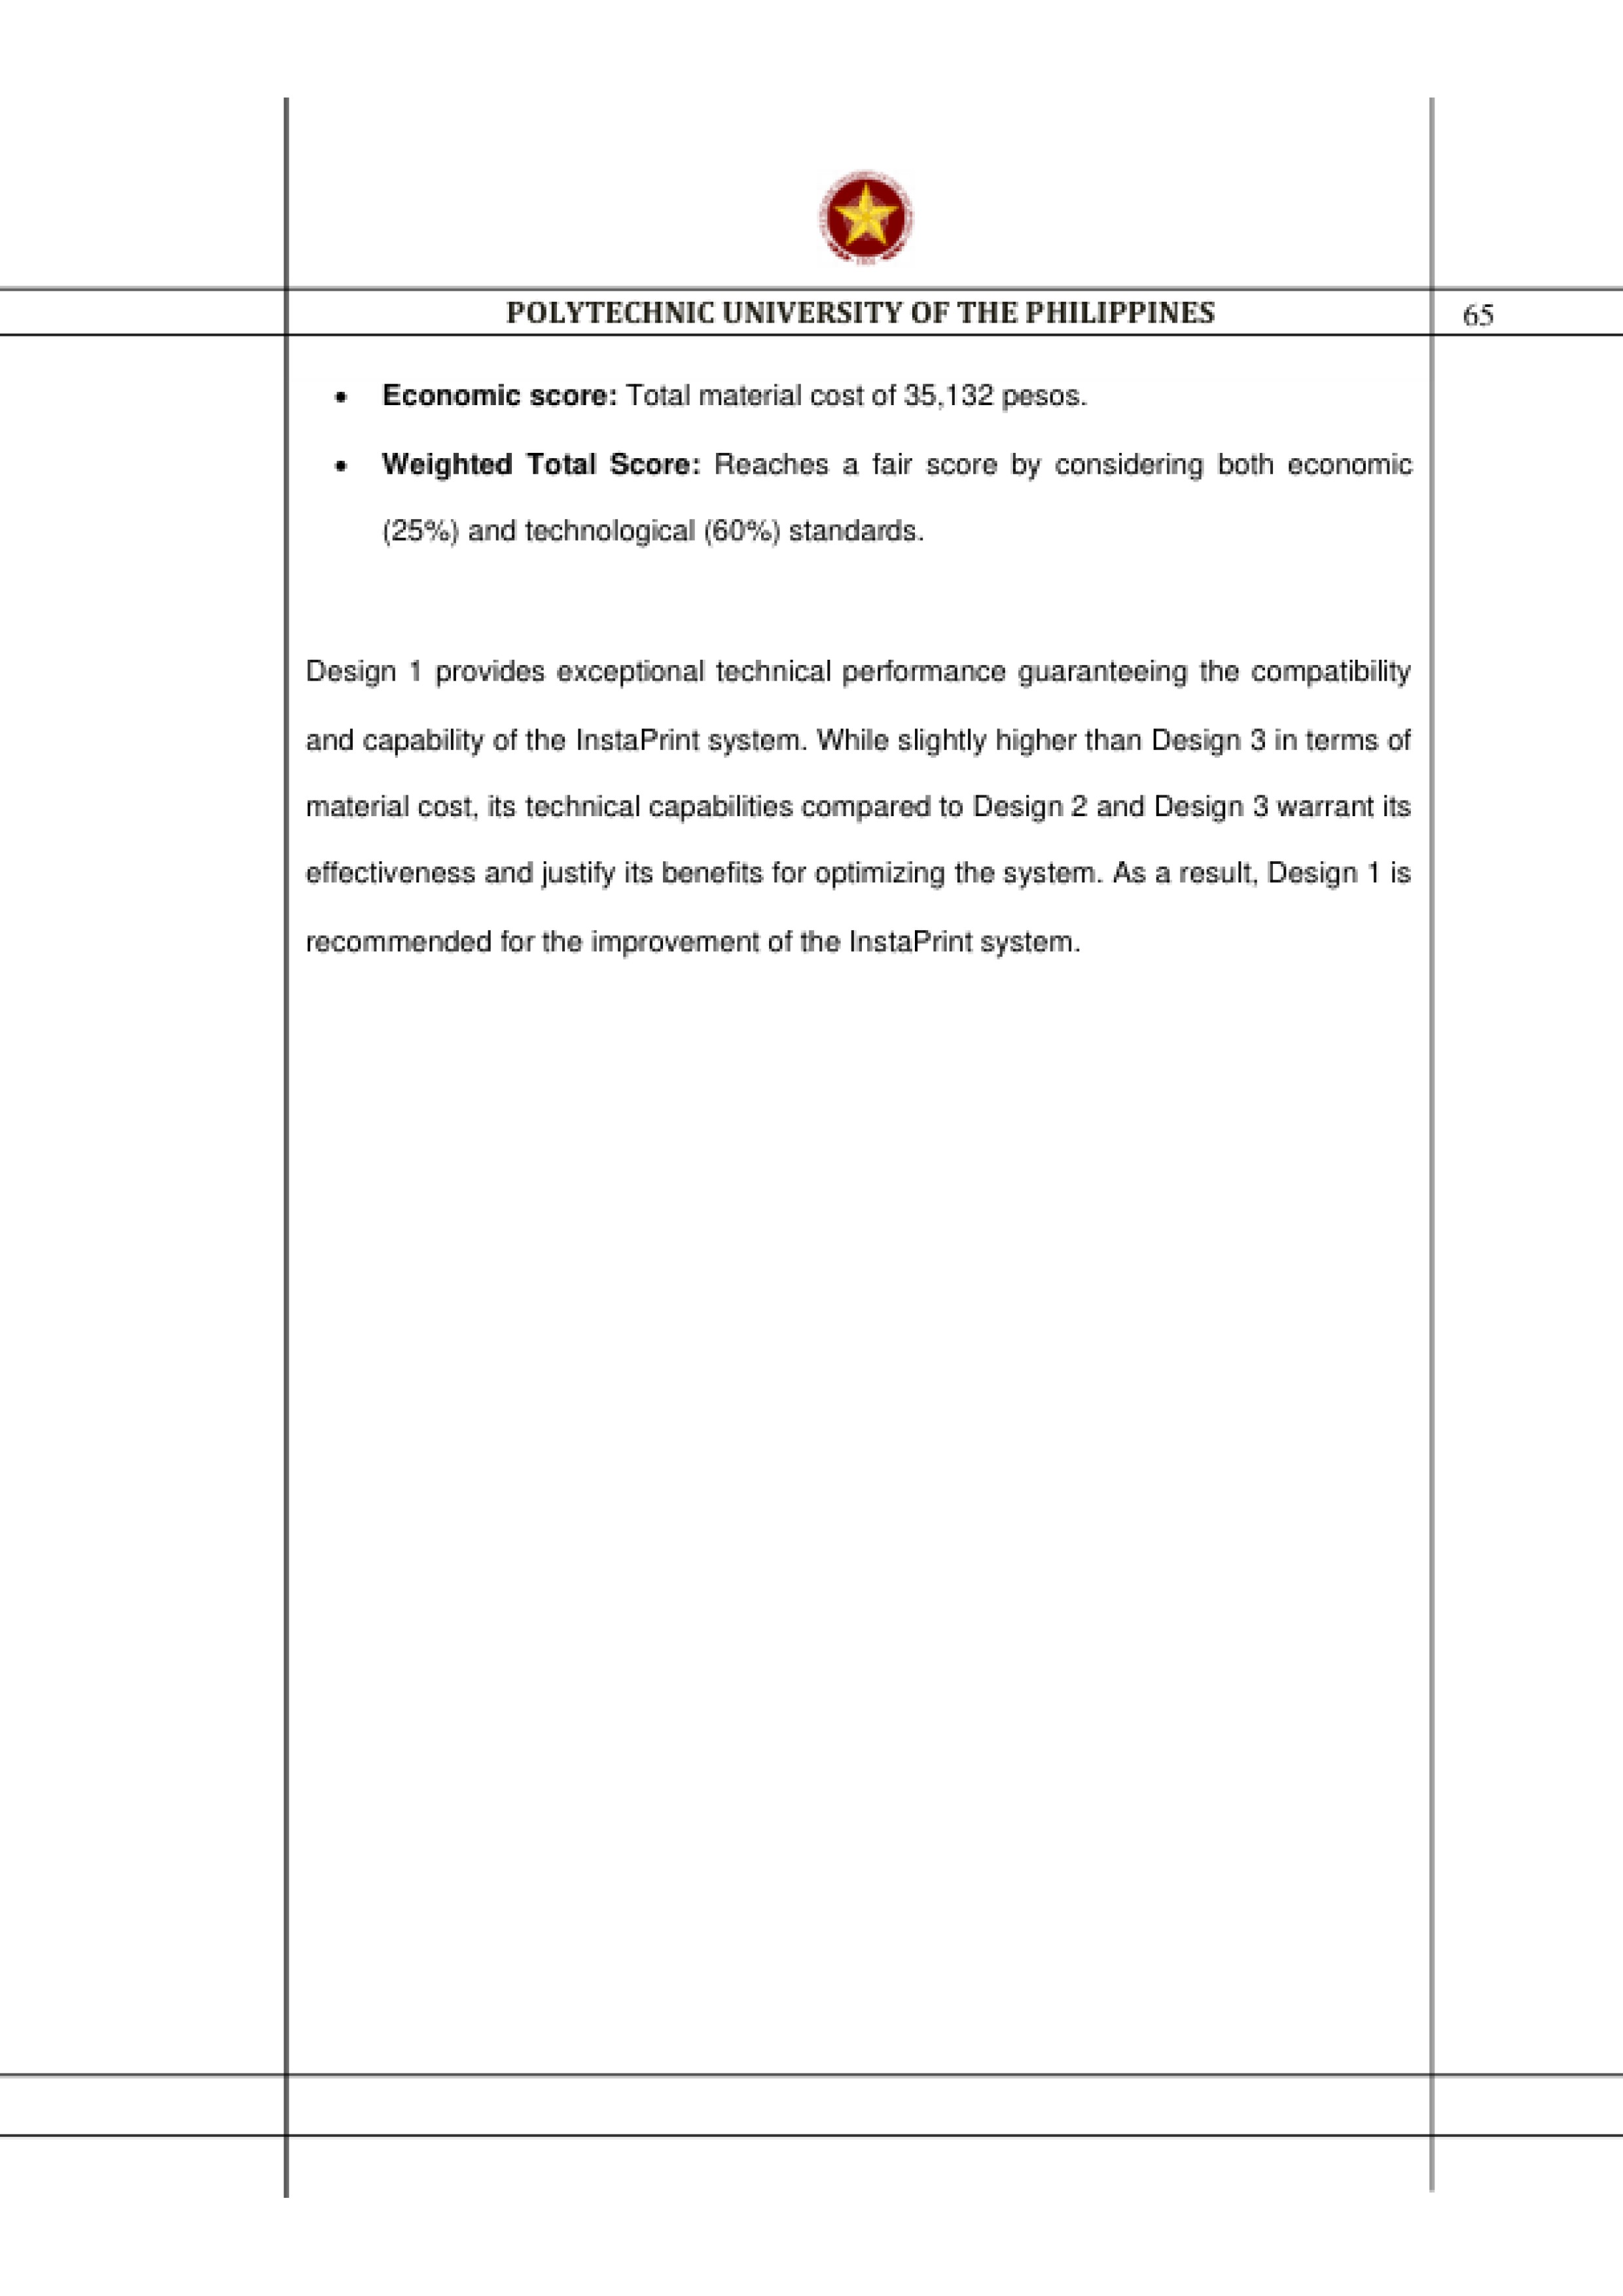 POLYTECHNIC UNIVERSITY OF THE PHILIPPINES 65
• Economic score: Total material cost of 35,132 pesos.
• Weighted Total Score: Reaches a fair score by considering both economic
(25%) and technological (60%) standards.
Design 1 provides exceptional technical performance guaranteeing the compatibility
and capability of the InstaPrint system. While slightly higher than Design 3 in terms of
material cost, its technical capabilities compared to Design 2 and Design 3 warrant its
effectiveness and justify its benefits for optimizing the system. As a result, Design 1 is
recommended for the improvement of the InstaPrint system.